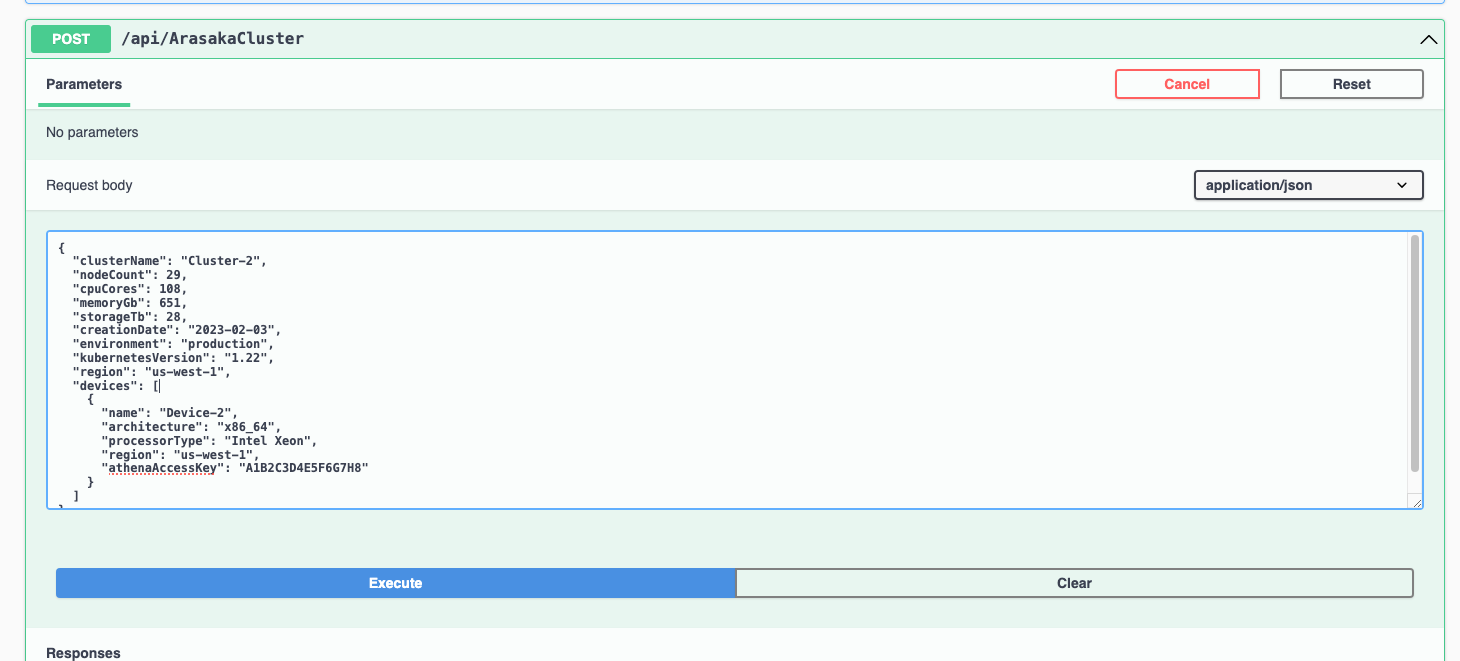 POST /api/ArasakaCluster
Parameters Cancel Reset
No parameters
Request body application/json
{
  "clusterName": "Cluster-2",
  "nodeCount": 29,
  "cpuCores": 108,
  "memoryGb": 651,
  "storageTb": 28,
  "creationDate": "2023-02-03",
  "environment": "production",
  "kubernetesVersion": "1.22",
  "region": "us-west-1",
  "devices": [
    {
      "name": "Device-2",
      "architecture": "x86_64",
      "processorType": "Intel Xeon",
      "region": "us-west-1",
      "athenaAccessKey": "A1B2C3D4E5F6G7H8"
    }
  ]
Execute Clear
Responses